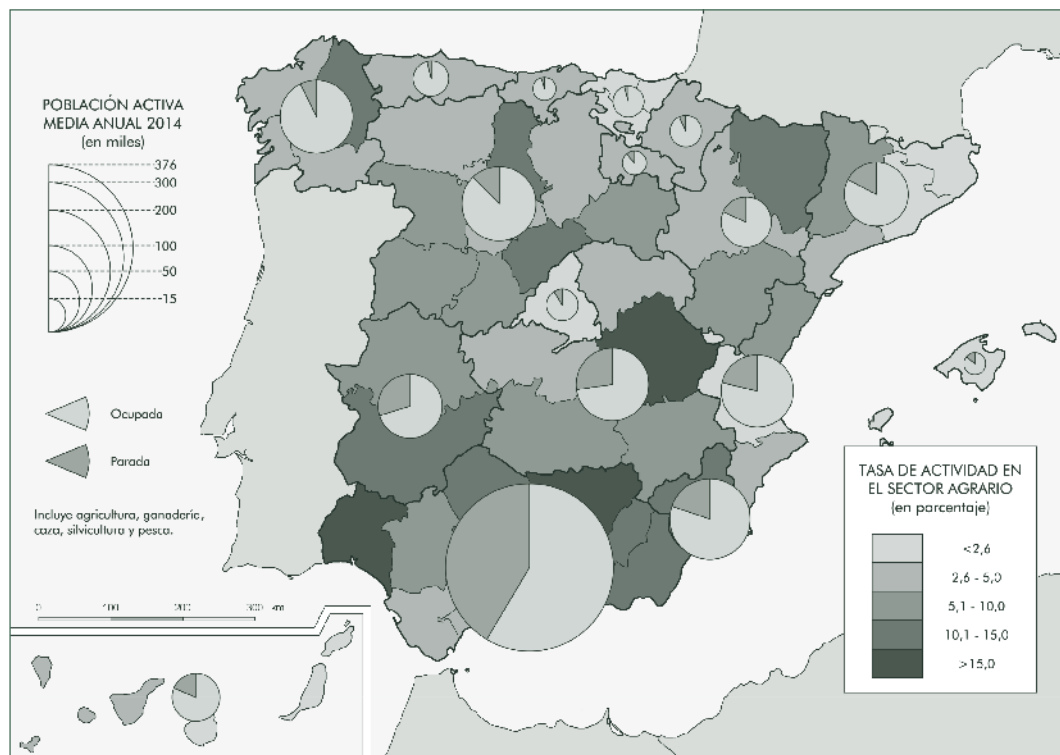 POBLACIÓN ACTIVA
MEDIA ANUAL 2014
(en miles)
376
300
200
100
50
15
Ocupada
Parada
Incluye agricultura, ganadería,
caza, silvicultura y pesca.
0 100 200 300 km
TASA DE ACTIVIDAD EN
EL SECTOR AGRARIO
(en porcentaje)
<2,6
2,6 - 5,0
5,1 - 10,0
10,1 - 15,0
>15,0